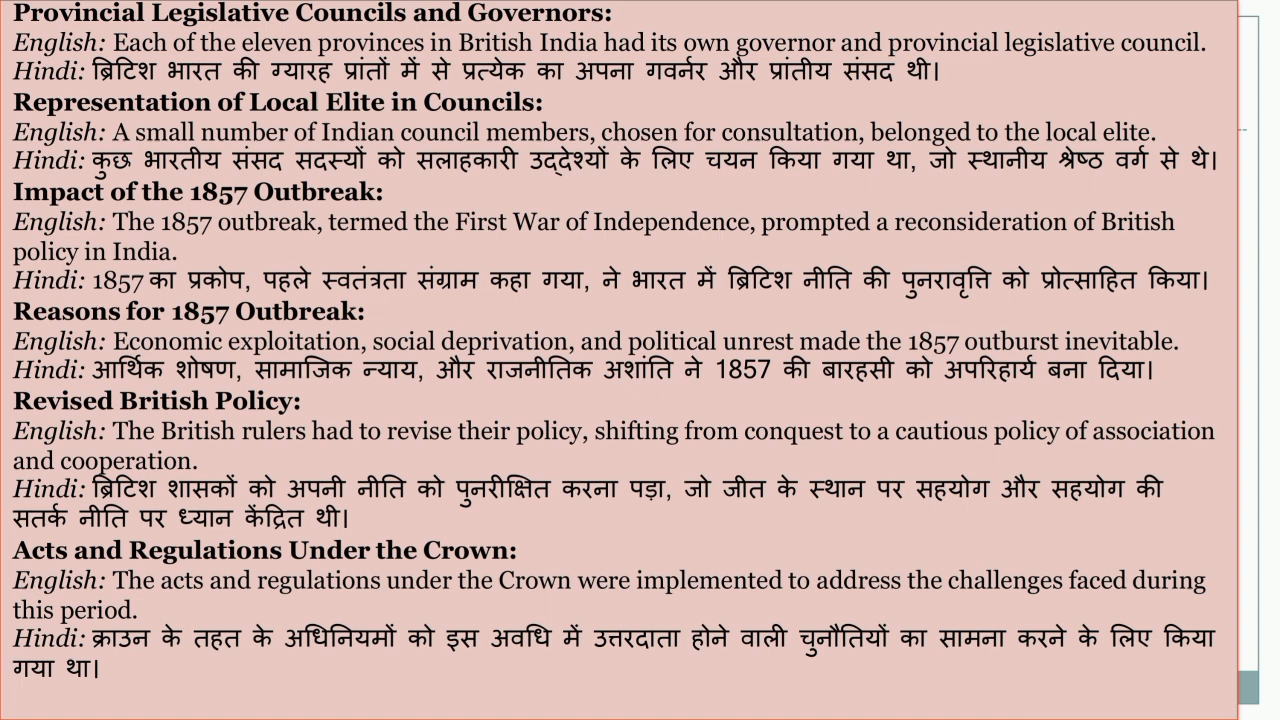 Provincial Legislative Councils and Governors:
English: Each of the eleven provinces in British India had its own governor and provincial legislative council.
Hindi: ब्रिटिश भारत की ग्यारह प्रांतों में से प्रत्येक का अपना गवर्नर और प्रांतीय संसद थी।
Representation of Local Elite in Councils:
English: A small number of Indian council members, chosen for consultation, belonged to the local elite.
Hindi: कुछ भारतीय संसद सदस्यों को सलाहकारी उद्देश्यों के लिए चयन किया गया था, जो स्थानीय श्रेष्ठ वर्ग से थे।
Impact of the 1857 Outbreak:
English: The 1857 outbreak, termed the First War of Independence, prompted a reconsideration of British
policy in India.
Hindi: 1857 का प्रकोप, पहले स्वतंत्रता संग्राम कहा गया, ने भारत में ब्रिटिश नीति की पुनरावृत्ति को प्रोत्साहित किया।
Reasons for 1857 Outbreak:
English: Economic exploitation, social deprivation, and political unrest made the 1857 outburst inevitable.
Hindi: आर्थिक शोषण, सामाजिक न्याय, और राजनीतिक अशांति ने 1857 की बारहसी को अपरिहार्य बना दिया।
Revised British Policy:
English: The British rulers had to revise their policy, shifting from conquest to a cautious policy of association
and cooperation.
Hindi: ब्रिटिश शासकों को अपनी नीति को पुनरीक्षित करना पड़ा, जो जीत के स्थान पर सहयोग और सहयोग की
सतर्क नीति पर ध्यान केंद्रित थी।
Acts and Regulations Under the Crown:
English: The acts and regulations under the Crown were implemented to address the challenges faced during
this period.
Hindi: क्राउन के तहत के अधिनियमों को इस अवधि में उत्तरदाता होने वाली चुनौतियों का सामना करने के लिए किया
गया था।